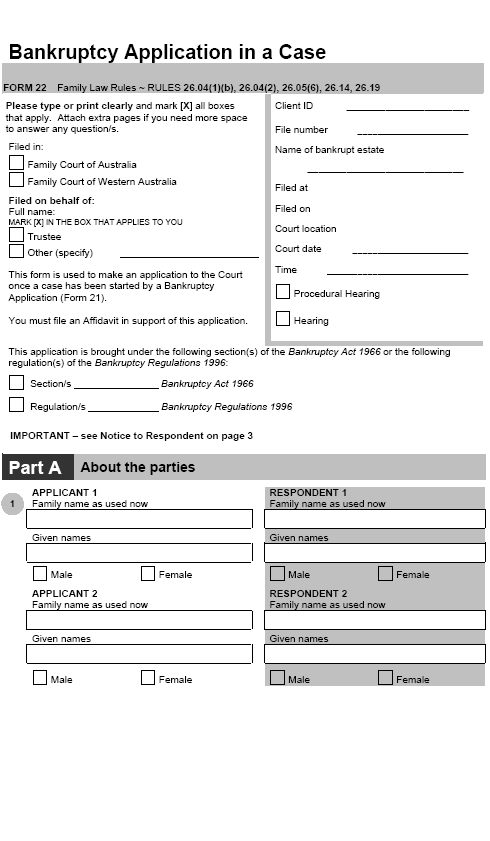 Bankruptcy Application in a Case
FORM 22 Family Law Rules ~ RULES 26.04(1)(b), 26.04(2), 26.05(6), 26.14, 26.19
Please type or print clearly and mark [X] all boxes
that apply. Attach extra pages if you need more space
to answer any question/s.
Filed in:
Family Court of Australia
Family Court of Western Australia
Filed on behalf of:
Full name:
MARK [X] IN THE BOX THAT APPLIES TO YOU
Trustee
Other (specify)
This form is used to make an application to the Court
once a case has been started by a Bankruptcy
Application (Form 21).
You must file an Affidavit in support of this application.
Client ID
File number
Name of bankrupt estate
Filed at
Filed on
Court location
Court date
Time
Procedural Hearing
Hearing
This application is brought under the following section(s) of the Bankruptcy Act 1966 or the following
regulation(s) of the Bankruptcy Regulations 1996:
Section/s Bankruptcy Act 1966
Regulation/s Bankruptcy Regulations 1996
IMPORTANT – see Notice to Respondent on page 3
Part A About the parties
1
APPLICANT 1
Family name as used now
Given names
Male Female
RESPONDENT 1
Family name as used now
Given names
Male Female
APPLICANT 2
Family name as used now
Given names
Male Female
RESPONDENT 2
Family name as used now
Given names
Male Female